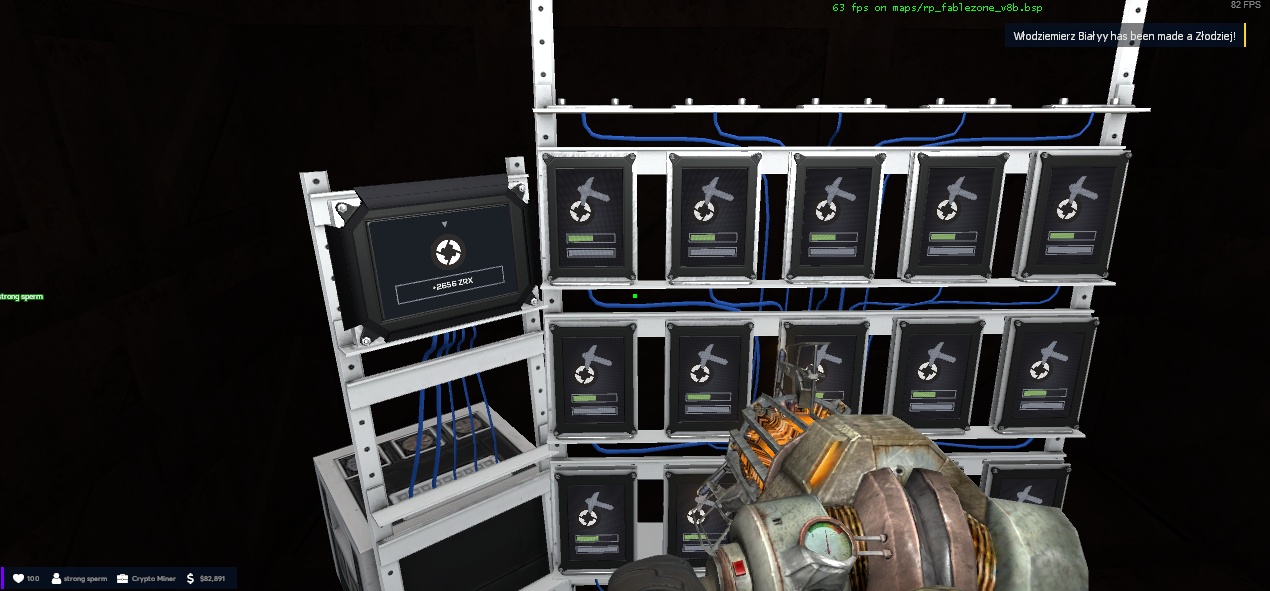 63 fps on maps/rp_fablezone_v8b.bsp
82 FPS
Włodziemierz Białyy has been made a Złodziej!
+2656 ZRX
strong sperm
100
strong sperm
Crypto Miner
$82,891